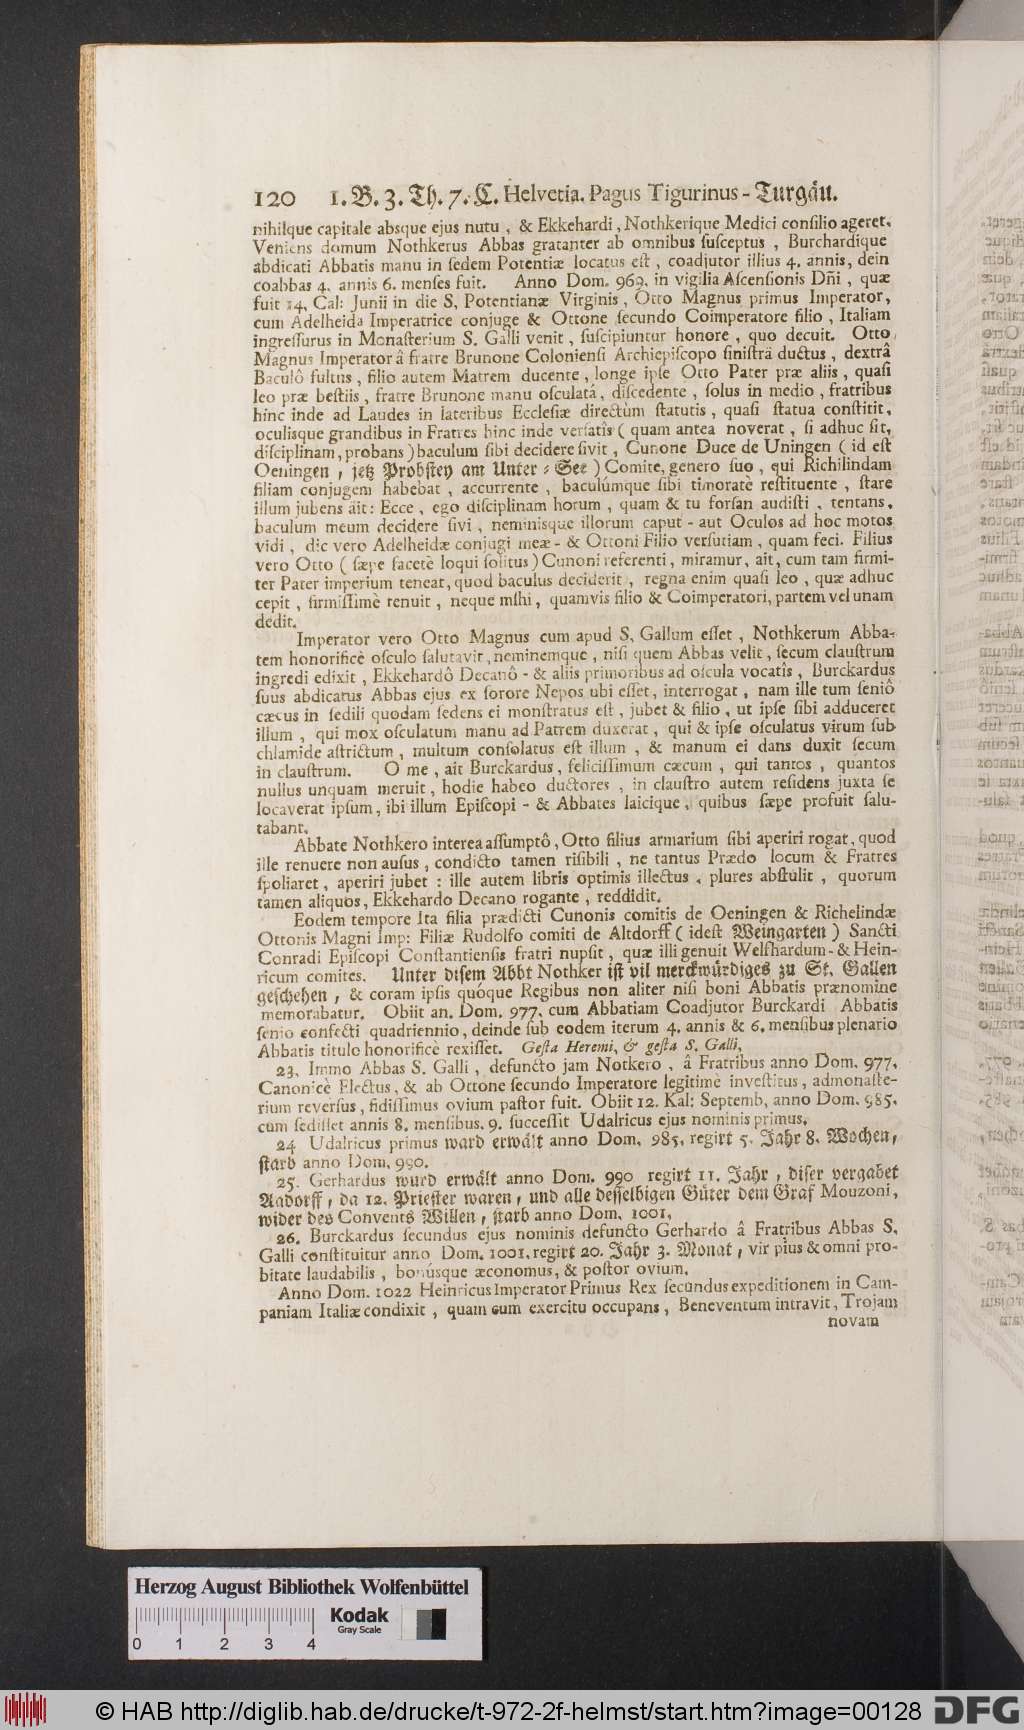 120 1. B. 3. Th. 7. C. Helvetia. Pagus Tigurinus - Turgäu.
nihilque capitale absque ejus nutu , & Ekkehardi , Nothkerique Medici consilio ageret.
Veniens domum Nothkerus Abbas gratanter ab omnibus ſuſceptus , Burchardique
abdicati Abbatis manu in ſedem Potentiæ locatus eſt , coadjutor illius 4. annis, dein
coabbas 4. annis 6. menſes fuit. Anno Dom. 969. in vigilia Aſcenſionis Dñi , quæ
fuit 14. Cal: Junii in die S. Potentianæ Virginis , Otto Magnus primus Imperator,
cum Adelheida Imperatrice conjuge & Ottone ſecundo Coimperatore filio , Italiam
ingreſſurus in Monaſterium S. Galli venit , ſuſcipiuntur honore , quo decuit. Otto
Magnus Imperator â fratre Brunone Colonienſi Archiepiſcopo ſiniſtrâ ductus , dextrâ
Baculô fultus , filio autem Matrem ducente , longe ipſe Otto Pater præ aliis , quaſi
leo præ beſtiis , fratre Brunone manu oſculatâ, diſcedente , ſolus in medio , fratribus
hinc inde ad Laudes in lateribus Eccleſiæ directùm ſtatutis , quaſi ſtatua conſtitit,
oculisque grandibus in Fratres hinc inde verſatîs ( quam antea noverat , ſi adhuc ſit,
diſciplinam, probans ) baculum ſibi decidere ſivit , Cunone Duce de Uningen ( id eſt
Oeningen , jetz Probſtey am Unter - See ) Comite, genero ſuo , qui Richilindam
filiam conjugem habebat , accurrente , baculúmque ſibi timoratè reſtituente , ſtare
illum jubens ait: Ecce , ego diſciplinam horum , quam & tu forſan audiſti , tentans,
baculum meum decidere ſivi , neminisque illorum caput - aut Oculos ad hoc motos
vidi , dic vero Adelheidæ conjugi meæ - & Ottoni Filio verſutiam , quam feci. Filius
vero Otto ( ſæpe facetè loqui ſolitus ) Cunoni referenti , miramur, ait, cum tam firmi-
ter Pater imperium teneat, quod baculus deciderit , regna enim quaſi leo , quæ adhuc
cepit , firmiſſimè renuit , neque mihi , quamvis filio & Coimperatori, partem vel unam
dedit.
Imperator vero Otto Magnus cum apud S. Gallum eſſet , Nothkerum Abba-
tem honorificè oſculo ſalutavit , neminemque , niſi quem Abbas velit , ſecum clauſtrum
ingredi edixit , Ekkehardô Decanô - & aliis primoribus ad oſcula vocatîs , Burckardus
ſuus abdicatus Abbas ejus ex ſorore Nepos ubi eſſet, interrogat , nam ille tum ſeniô
cæcus in ſedili quodam ſedens ei monſtratus eſt , jubet & filio , ut ipſe ſibi adduceret
illum , qui mox oſculatum manu ad Patrem duxerat , qui & ipſe oſculatus virum ſub
chlamide aſtrictum , multum conſolatus eſt illum , & manum ei dans duxit ſecum
in clauſtrum. O me , ait Burckardus , feliciſſimum cæcum , qui tantos , quantos
nullus unquam meruit , hodie habeo ductores , in clauſtro autem reſidens juxta ſe
locaverat ipſum, ibi illum Epiſcopi - & Abbates laicique , quibus ſæpe profuit ſalu-
tabant.
Abbate Nothkero interea aſſumptô, Otto filius armarium ſibi aperiri rogat, quod
ille renuere non auſus , condicto tamen riſibili , ne tantus Prædo locum & Fratres
ſpoliaret , aperiri jubet : ille autem libris optimis illectus , plures abſtulit , quorum
tamen aliquos, Ekkehardo Decano rogante , reddidit.
Eodem tempore Ita filia prædicti Cunonis comitis de Oeningen & Richelindæ
Ottonis Magni Imp: Filiæ Rudolfo comiti de Altdorff ( ideſt Weingarten ) Sancti
Conradi Epiſcopi Conſtantienſis fratri nupſit , quæ illi genuit Welfhardum - & Hein-
ricum comites. Unter diſem Abbt Nothker iſt vil merckwürdiges zu St. Gallen
geſchehen , & coram ipſis quóque Regibus non aliter niſi boni Abbatis prænomine
memorabatur. Obiit an. Dom. 977. cum Abbatiam Coadjutor Burckardi Abbatis
ſenio confecti quadriennio, deinde ſub eodem iterum 4. annis & 6. menſibus plenario
Abbatis titulo honorificè rexiſſet. Geſta Heremi. & geſta S. Galli.
23. Immo Abbas S. Galli , defuncto jam Notkero , â Fratribus anno Dom. 977.
Canonicè Electus, & ab Ottone ſecundo Imperatore legitimè inveſtitus , admonaſte-
rium reverſus, fidiſſimus ovium paſtor fuit. Obiit 12. Kal: Septemb. anno Dom. 985.
cum ſediſſet annis 8. menſibus. 9. ſucceſſit Udalricus ejus nominis primus.
24 Udalricus primus ward erwält anno Dom. 985. regirt 5. Jahr 8. Wochen,
ſtarb anno Dom. 990.
25. Gerhardus wurd erwält anno Dom. 990 regirt 11. Jahr , diſer vergabet
Aadorff , da 12. Prieſter waren , und alle deſſelbigen Güter dem Graf Mouzoni,
wider des Convents Willen , ſtarb anno Dom. 1001.
26. Burckardus ſecundus ejus nominis defuncto Gerhardo â Fratribus Abbas S.
Galli conſtituitur anno Dom. 1001. regirt 20. Jahr 3. Monat , vir pius & omni pro-
bitate laudabilis , bonúsque æconomus, & poſtor ovium.
Anno Dom. 1022 Heinricus Imperator Primus Rex ſecundus expeditionem in Cam-
paniam Italiæ condixit , quam cum exercitu occupans , Beneventum intravit, Trojam
novam
Herzog August Bibliothek Wolfenbüttel
Kodak
Gray Scale
0 1 2 3 4
© HAB http://diglib.hab.de/drucke/t-972-2f-helmst/start.htm?image=00128
DFG